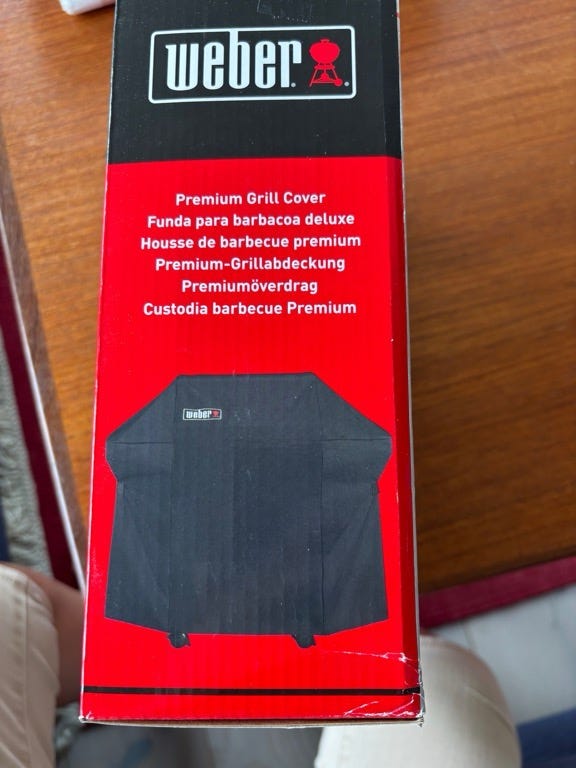 weber
Premium Grill Cover
Funda para barbacoa deluxe
Housse de barbecue premium
Premium-Grillabdeckung
Premiumöverdrag
Custodia barbecue Premium
weber